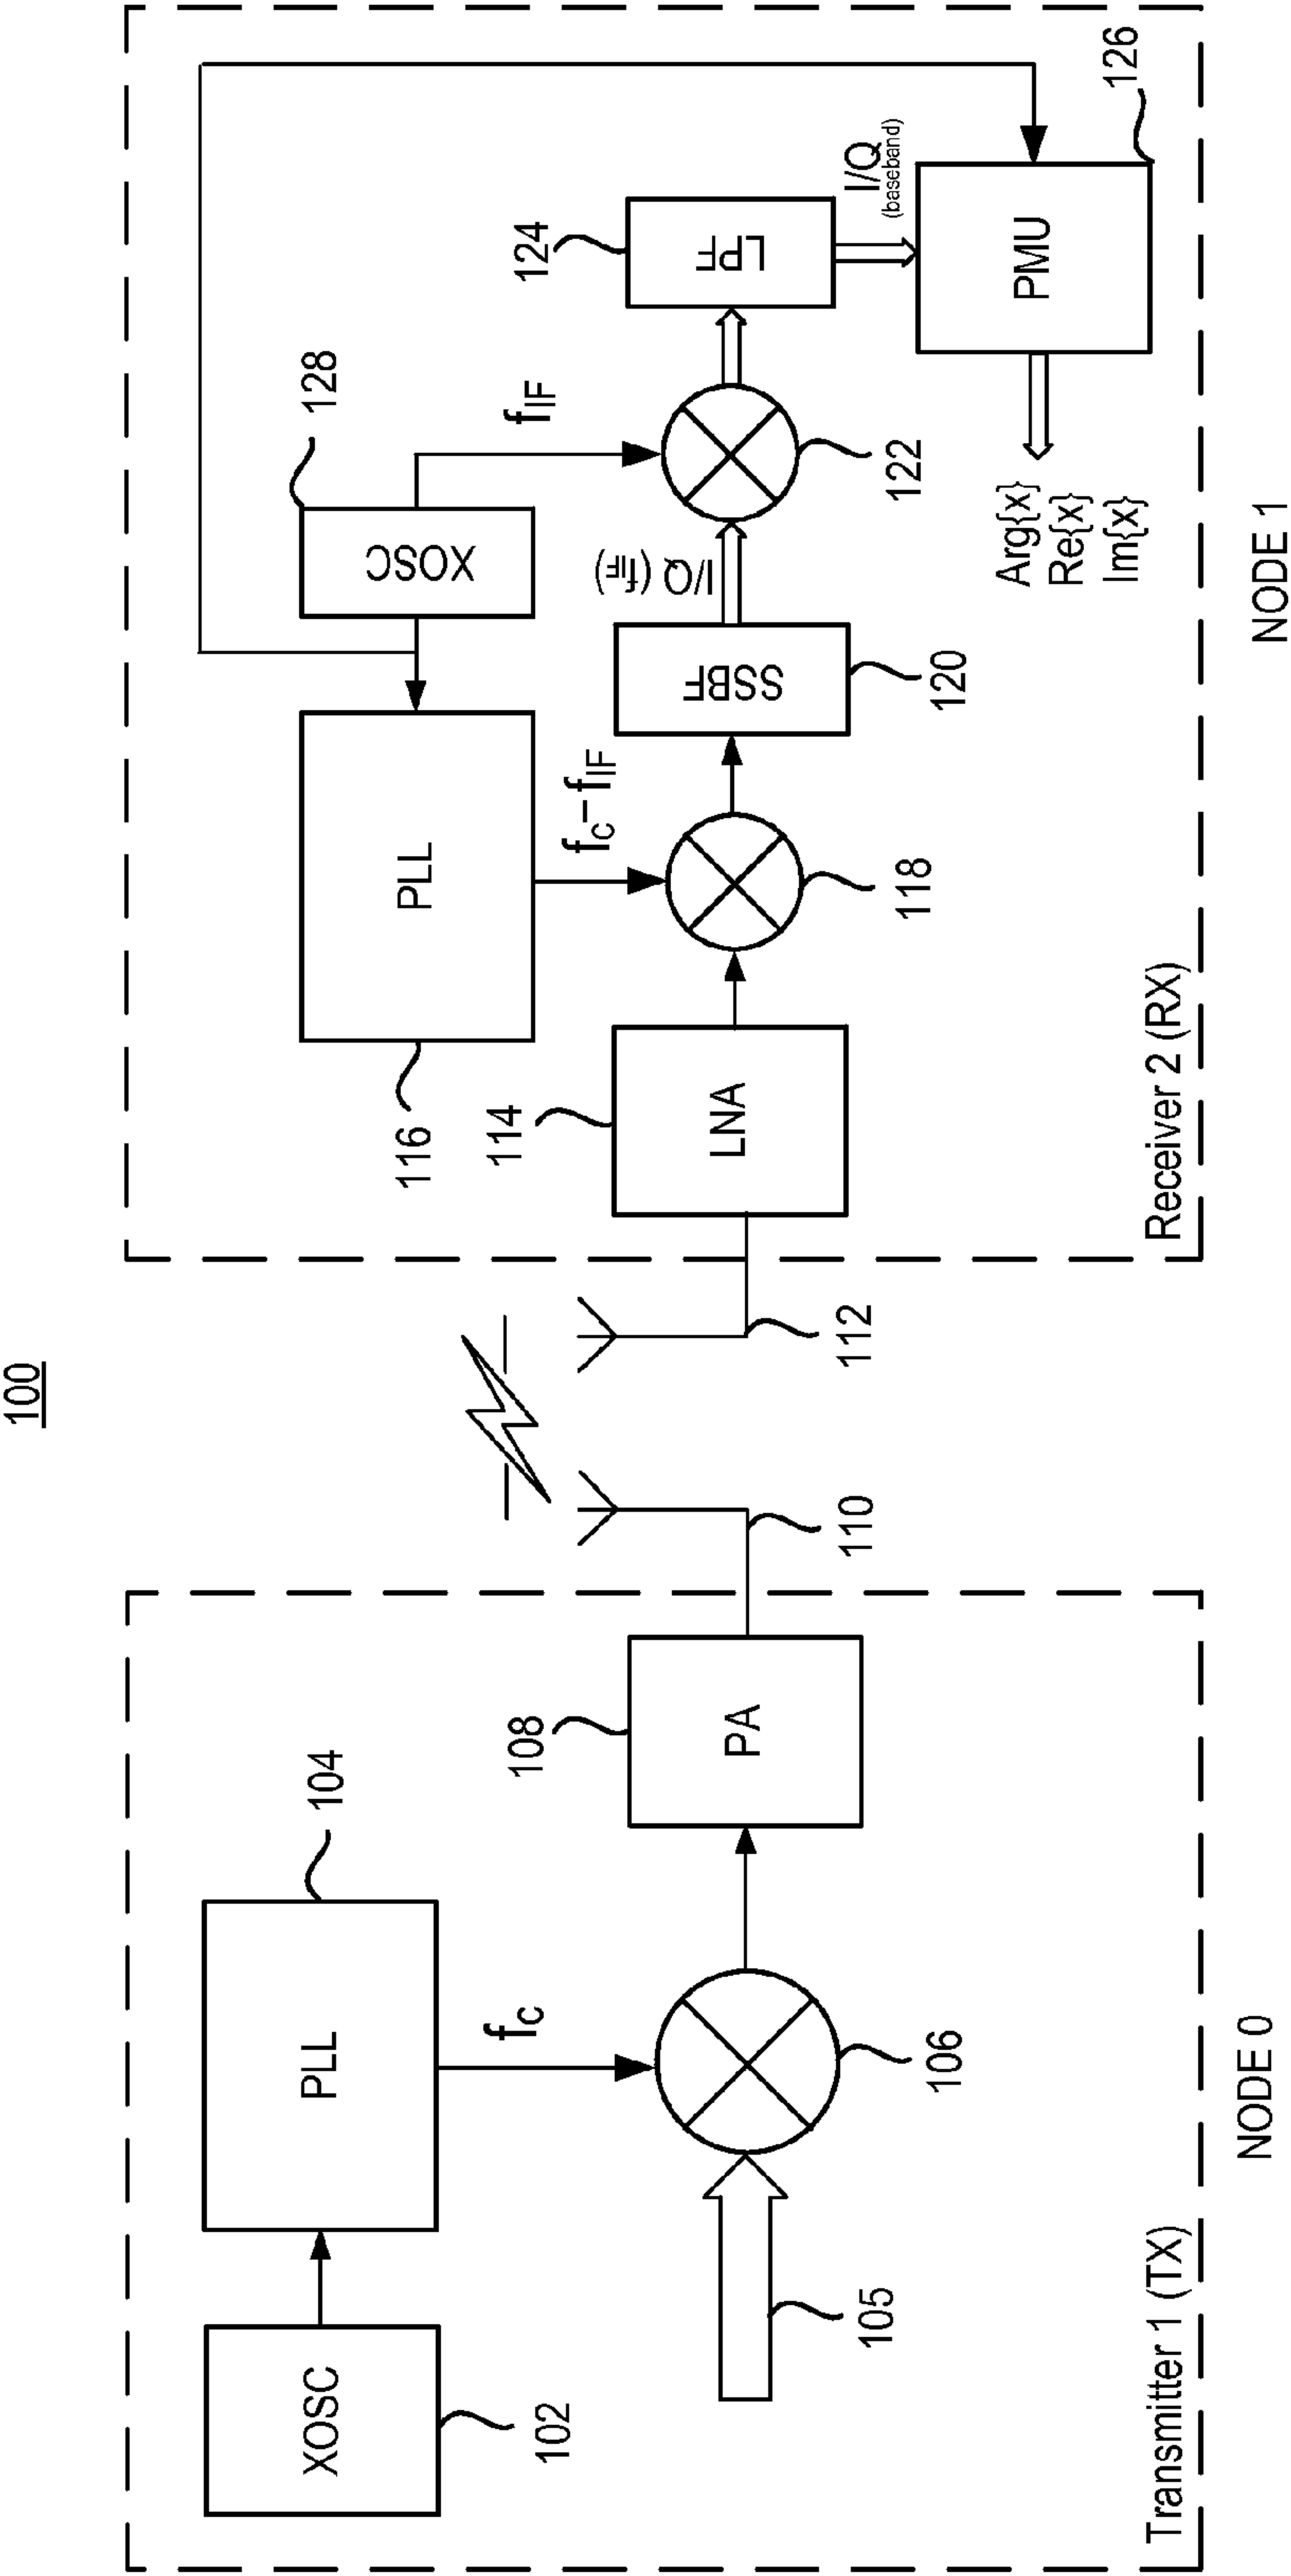 100
XOSC
102
PLL
104
fC
105
106
PA
108
110
Transmitter 1 (TX)
NODE 0
112
LNA
114
PLL
116
fC–fIF
118
SSBF
120
I/Q (fIF)
XOSC
128
fIF
122
LPF
124
I/Q
(baseband)
PMU
126
Arg{x}
Re{x}
Im{x}
Receiver 2 (RX)
NODE 1